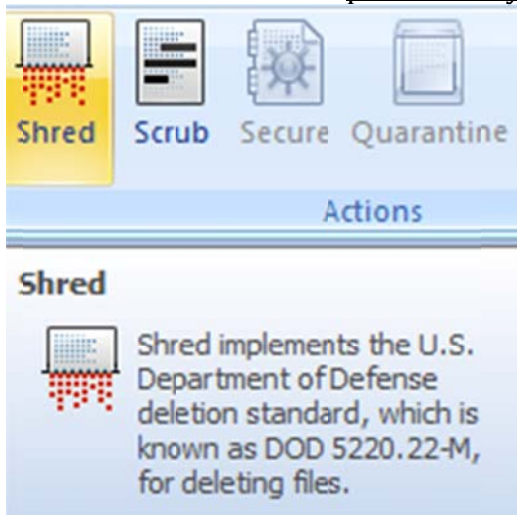 Shred Scrub Secure Quarantine
Actions
Shred
Shred implements the U.S.
Department of Defense
deletion standard, which is
known as DOD 5220.22-M,
for deleting files.